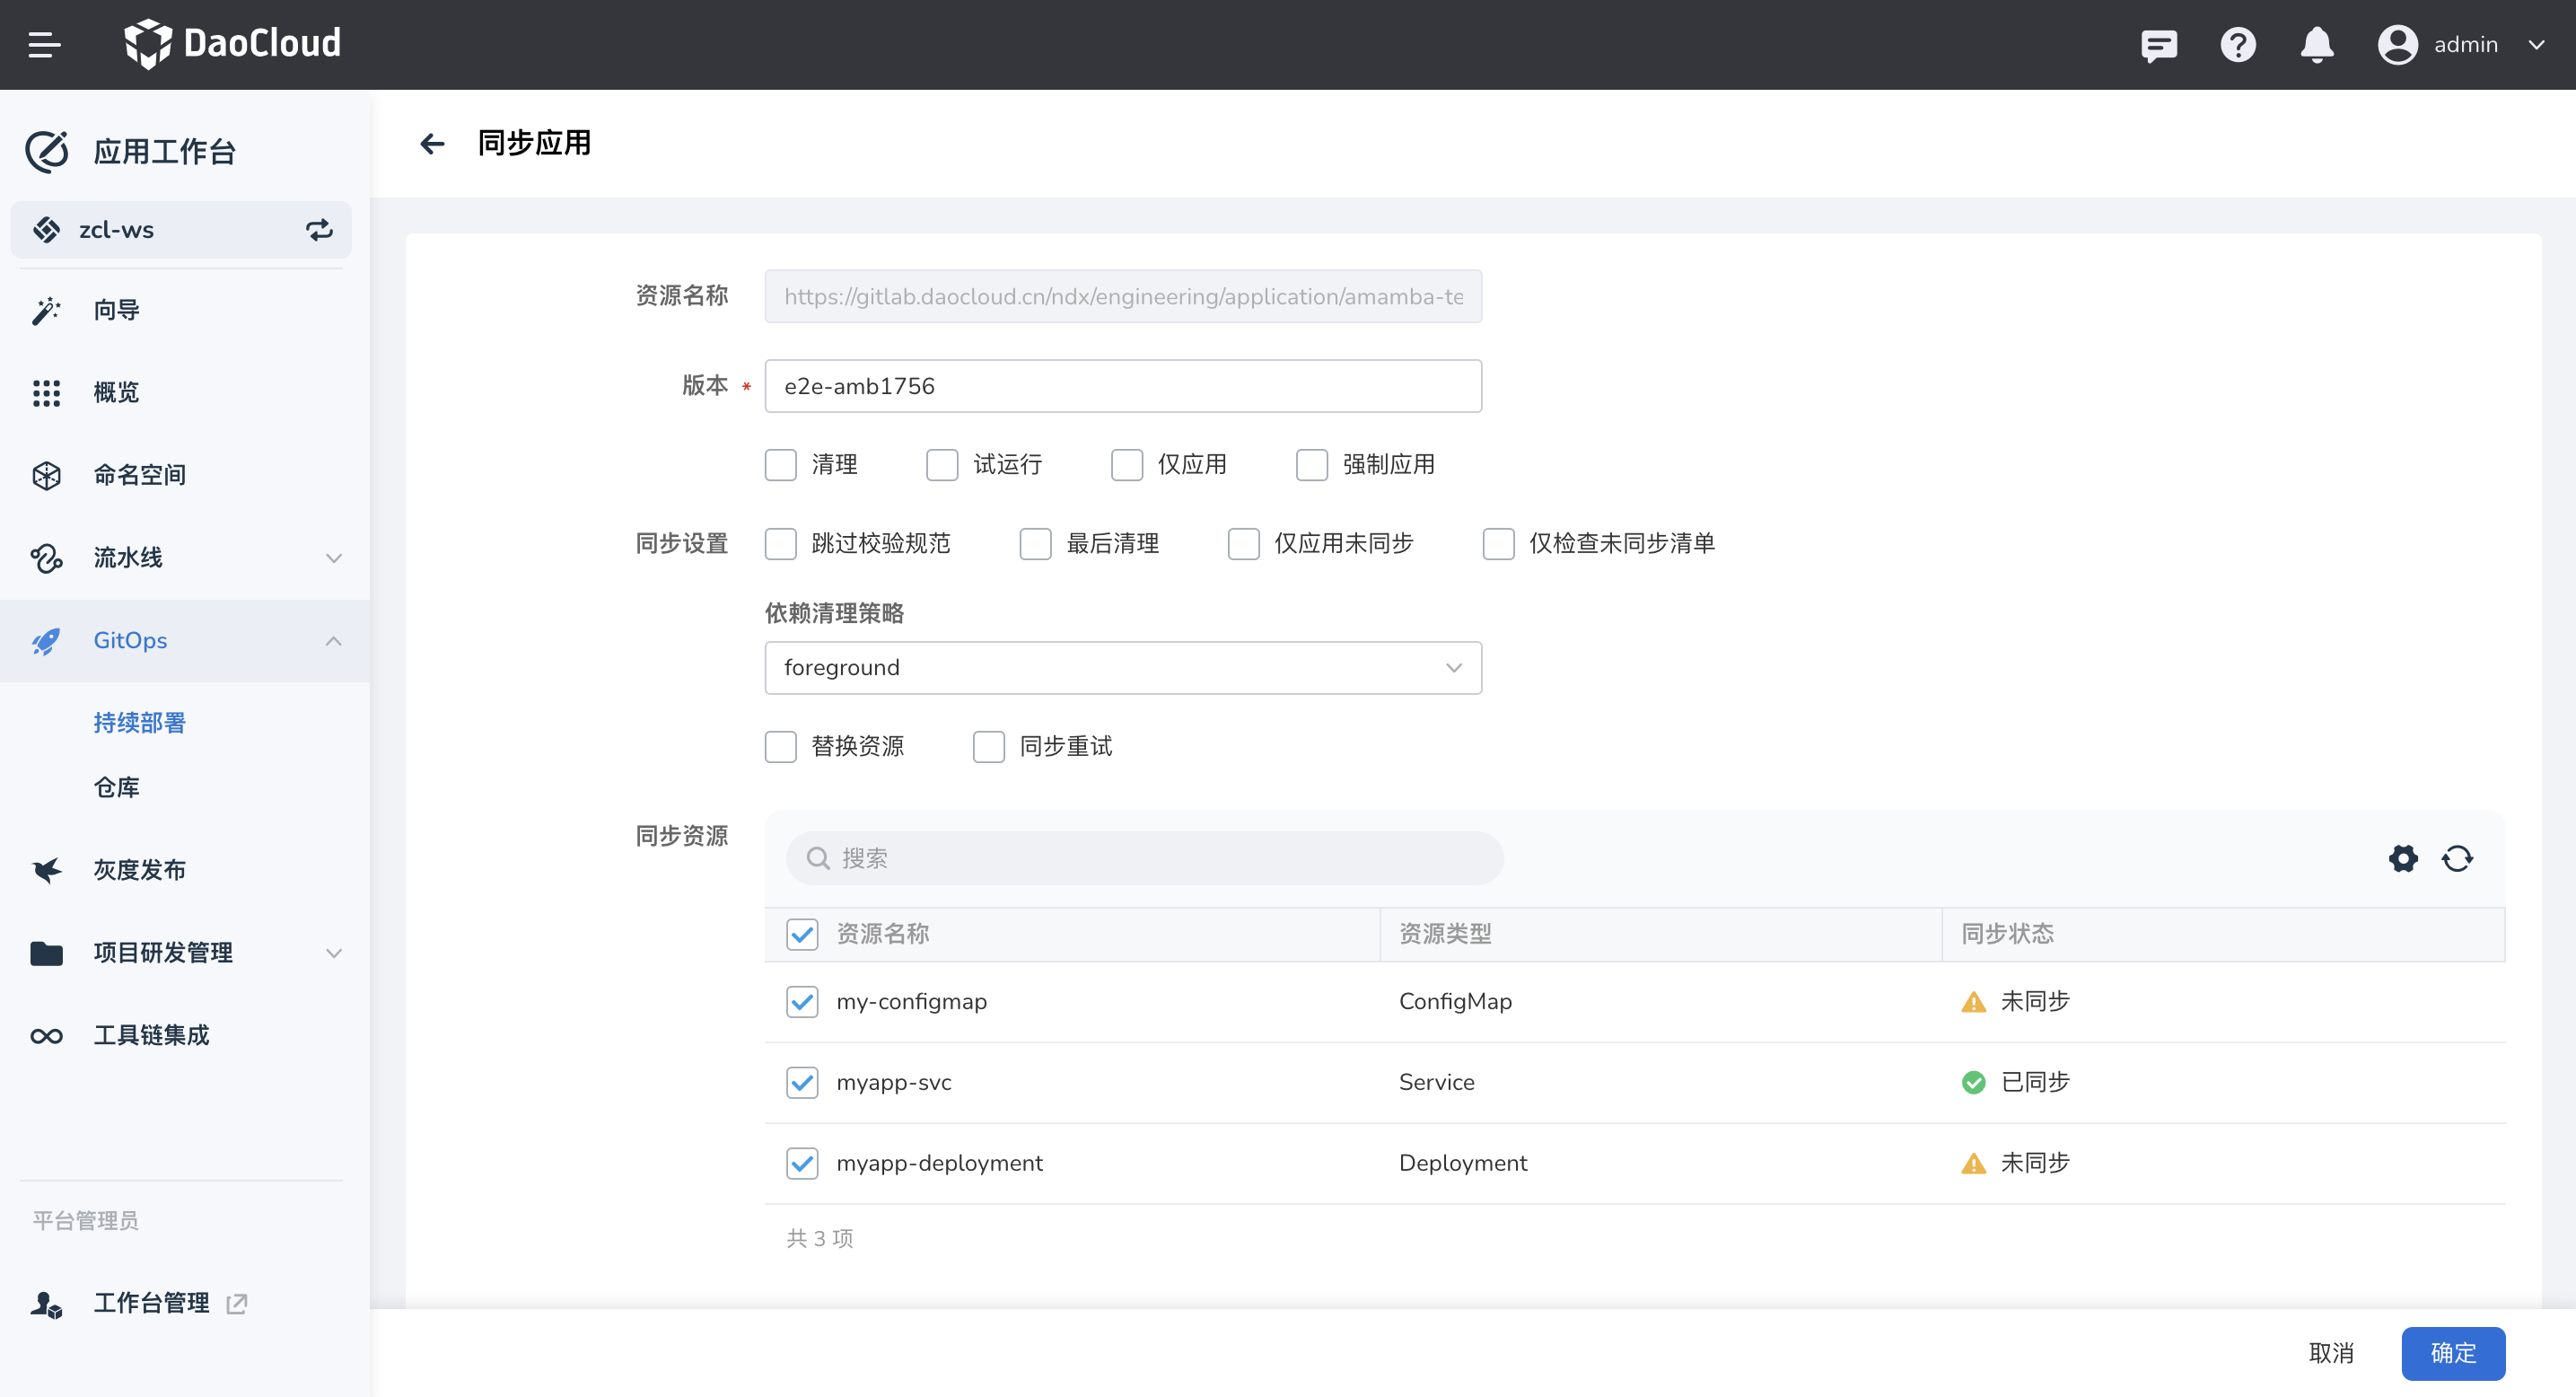 DaoCloud
admin
应用工作台
zcl-ws
向导
概览
命名空间
流水线
GitOps
持续部署
仓库
灰度发布
项目研发管理
工具链集成
平台管理员
工作台管理
同步应用
资源名称
https://gitlab.daocloud.cn/ndx/engineering/application/amamba-te
版本 *
e2e-amb1756
清理 试运行 仅应用 强制应用
同步设置
跳过校验规范 最后清理 仅应用未同步 仅检查未同步清单
依赖清理策略
foreground
替换资源 同步重试
同步资源
搜索
资源名称 资源类型 同步状态
my-configmap ConfigMap 未同步
myapp-svc Service 已同步
myapp-deployment Deployment 未同步
共 3 项
取消 确定